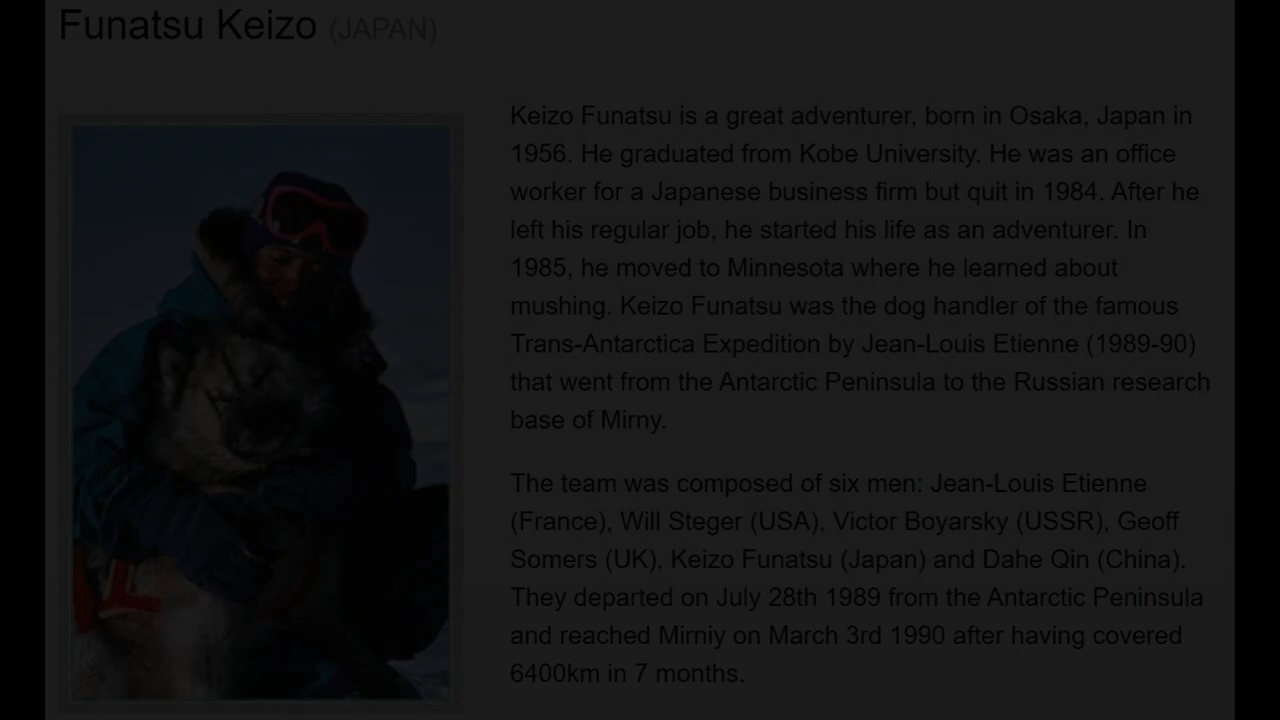 Funatsu Keizo (JAPAN)
Keizo Funatsu is a great adventurer, born in Osaka, Japan in
1956. He graduated from Kobe University. He was an office
worker for a Japanese business firm but quit in 1984. After he
left his regular job, he started his life as an adventurer. In
1985, he moved to Minnesota where he learned about
mushing. Keizo Funatsu was the dog handler of the famous
Trans-Antarctica Expedition by Jean-Louis Etienne (1989-90)
that went from the Antarctic Peninsula to the Russian research
base of Mirny.
The team was composed of six men: Jean-Louis Etienne
(France), Will Steger (USA), Victor Boyarsky (USSR), Geoff
Somers (UK), Keizo Funatsu (Japan) and Dahe Qin (China).
They departed on July 28th 1989 from the Antarctic Peninsula
and reached Mirniy on March 3rd 1990 after having covered
6400km in 7 months.